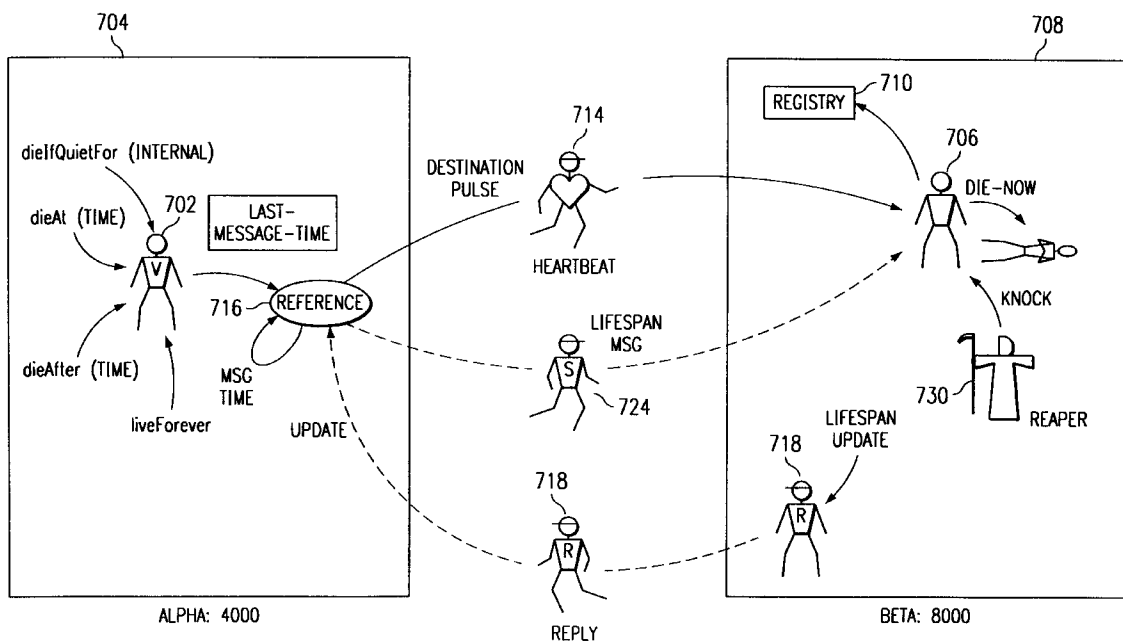 704
708
REGISTRY
710
714
706
dieIfQuietFor (INTERNAL)
DESTINATION
PULSE
DIE-NOW
702
LAST-
MESSAGE-TIME
dieAt (TIME)
V
HEARTBEAT
716
REFERENCE
KNOCK
LIFESPAN
MSG
dieAfter (TIME)
MSG
TIME
S
724
730
REAPER
liveForever
UPDATE
LIFESPAN
UPDATE
718
718
R
R
ALPHA: 4000
REPLY
BETA: 8000